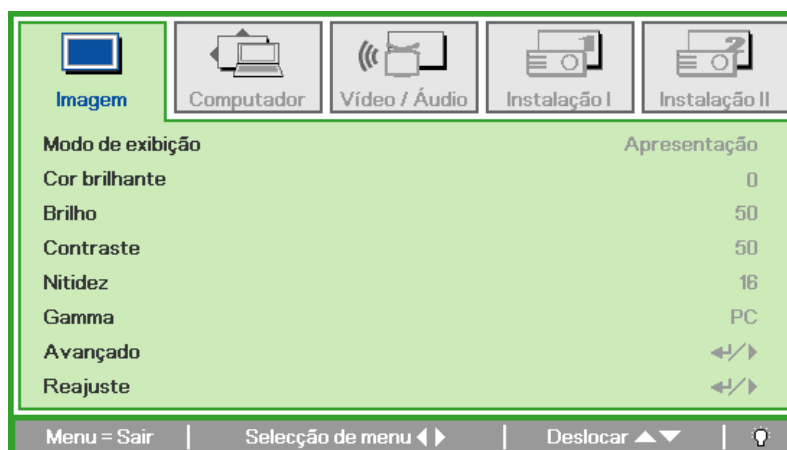 Imagem Computador Vídeo / Áudio Instalação I Instalação II
Modo de exibição Apresentação
Cor brilhante 0
Brilho 50
Contraste 50
Nitidez 16
Gamma PC
Avançado
Reajuste
Menu = Sair Selecção de menu Deslocar